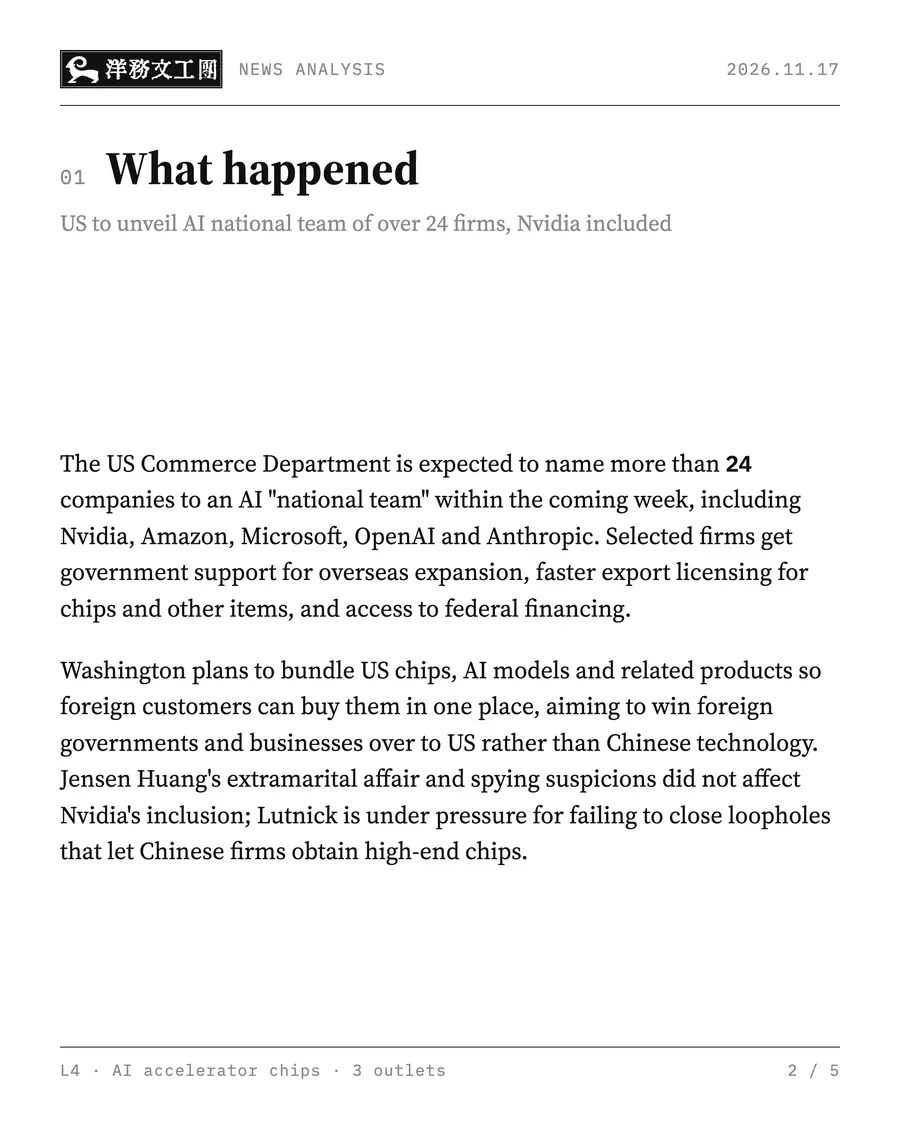 洋務文工團 NEWS ANALYSIS 2026.11.17
01 What happened
US to unveil AI national team of over 24 firms, Nvidia included
The US Commerce Department is expected to name more than 24
companies to an AI "national team" within the coming week, including
Nvidia, Amazon, Microsoft, OpenAI and Anthropic. Selected firms get
government support for overseas expansion, faster export licensing for
chips and other items, and access to federal financing.
Washington plans to bundle US chips, AI models and related products so
foreign customers can buy them in one place, aiming to win foreign
governments and businesses over to US rather than Chinese technology.
Jensen Huang's extramarital affair and spying suspicions did not affect
Nvidia's inclusion; Lutnick is under pressure for failing to close loopholes
that let Chinese firms obtain high-end chips.
L4 · AI accelerator chips · 3 outlets 2 / 5